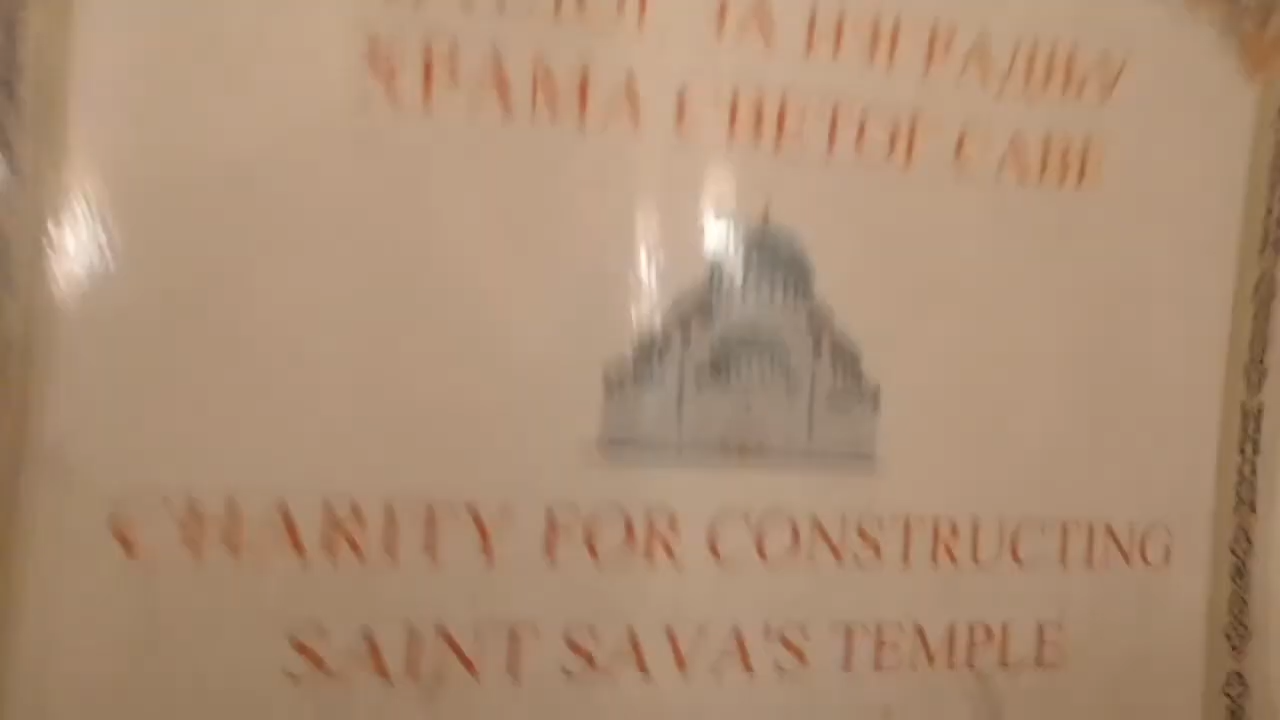 ХРАМА СВЕТОГ САВЕ
CHARITY FOR CONSTRUCTING
SAINT SAVA'S TEMPLE